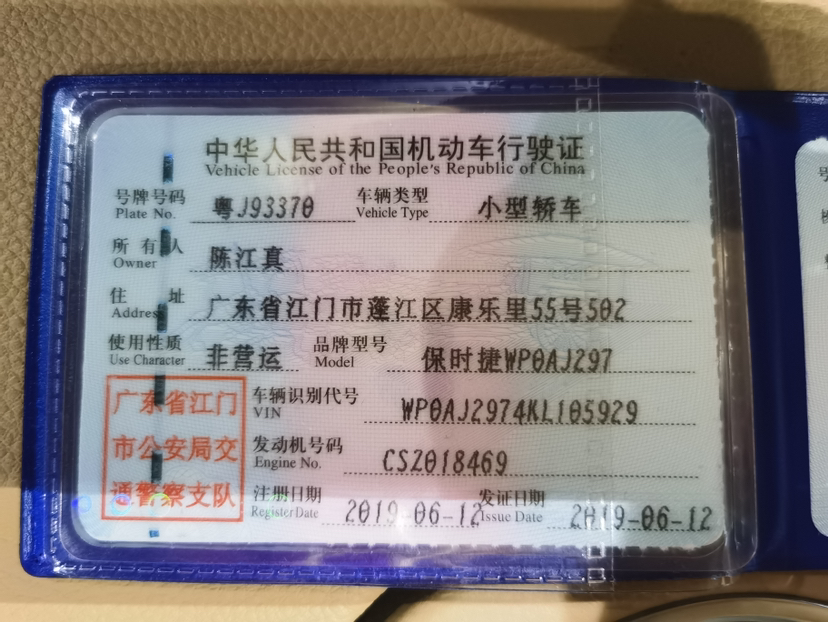 中华人民共和国机动车行驶证
Vehicle License of the People's Republic of China
号牌号码 粤J93370 车辆类型 小型轿车
Plate No. Vehicle Type
所有人 陈江真
Owner
住址 广东省江门市蓬江区康乐里55号502
Address
使用性质 非营运 品牌型号 保时捷WP0AJ297
Use Character Model
广东省江门
市公安局交
通警察支队
车辆识别代号 WP0AJ2974KL105929
VIN
发动机号码 CSZ018469
Engine No.
注册日期 2019-06-12 发证日期 2019-06-12
Register Date Issue Date
号